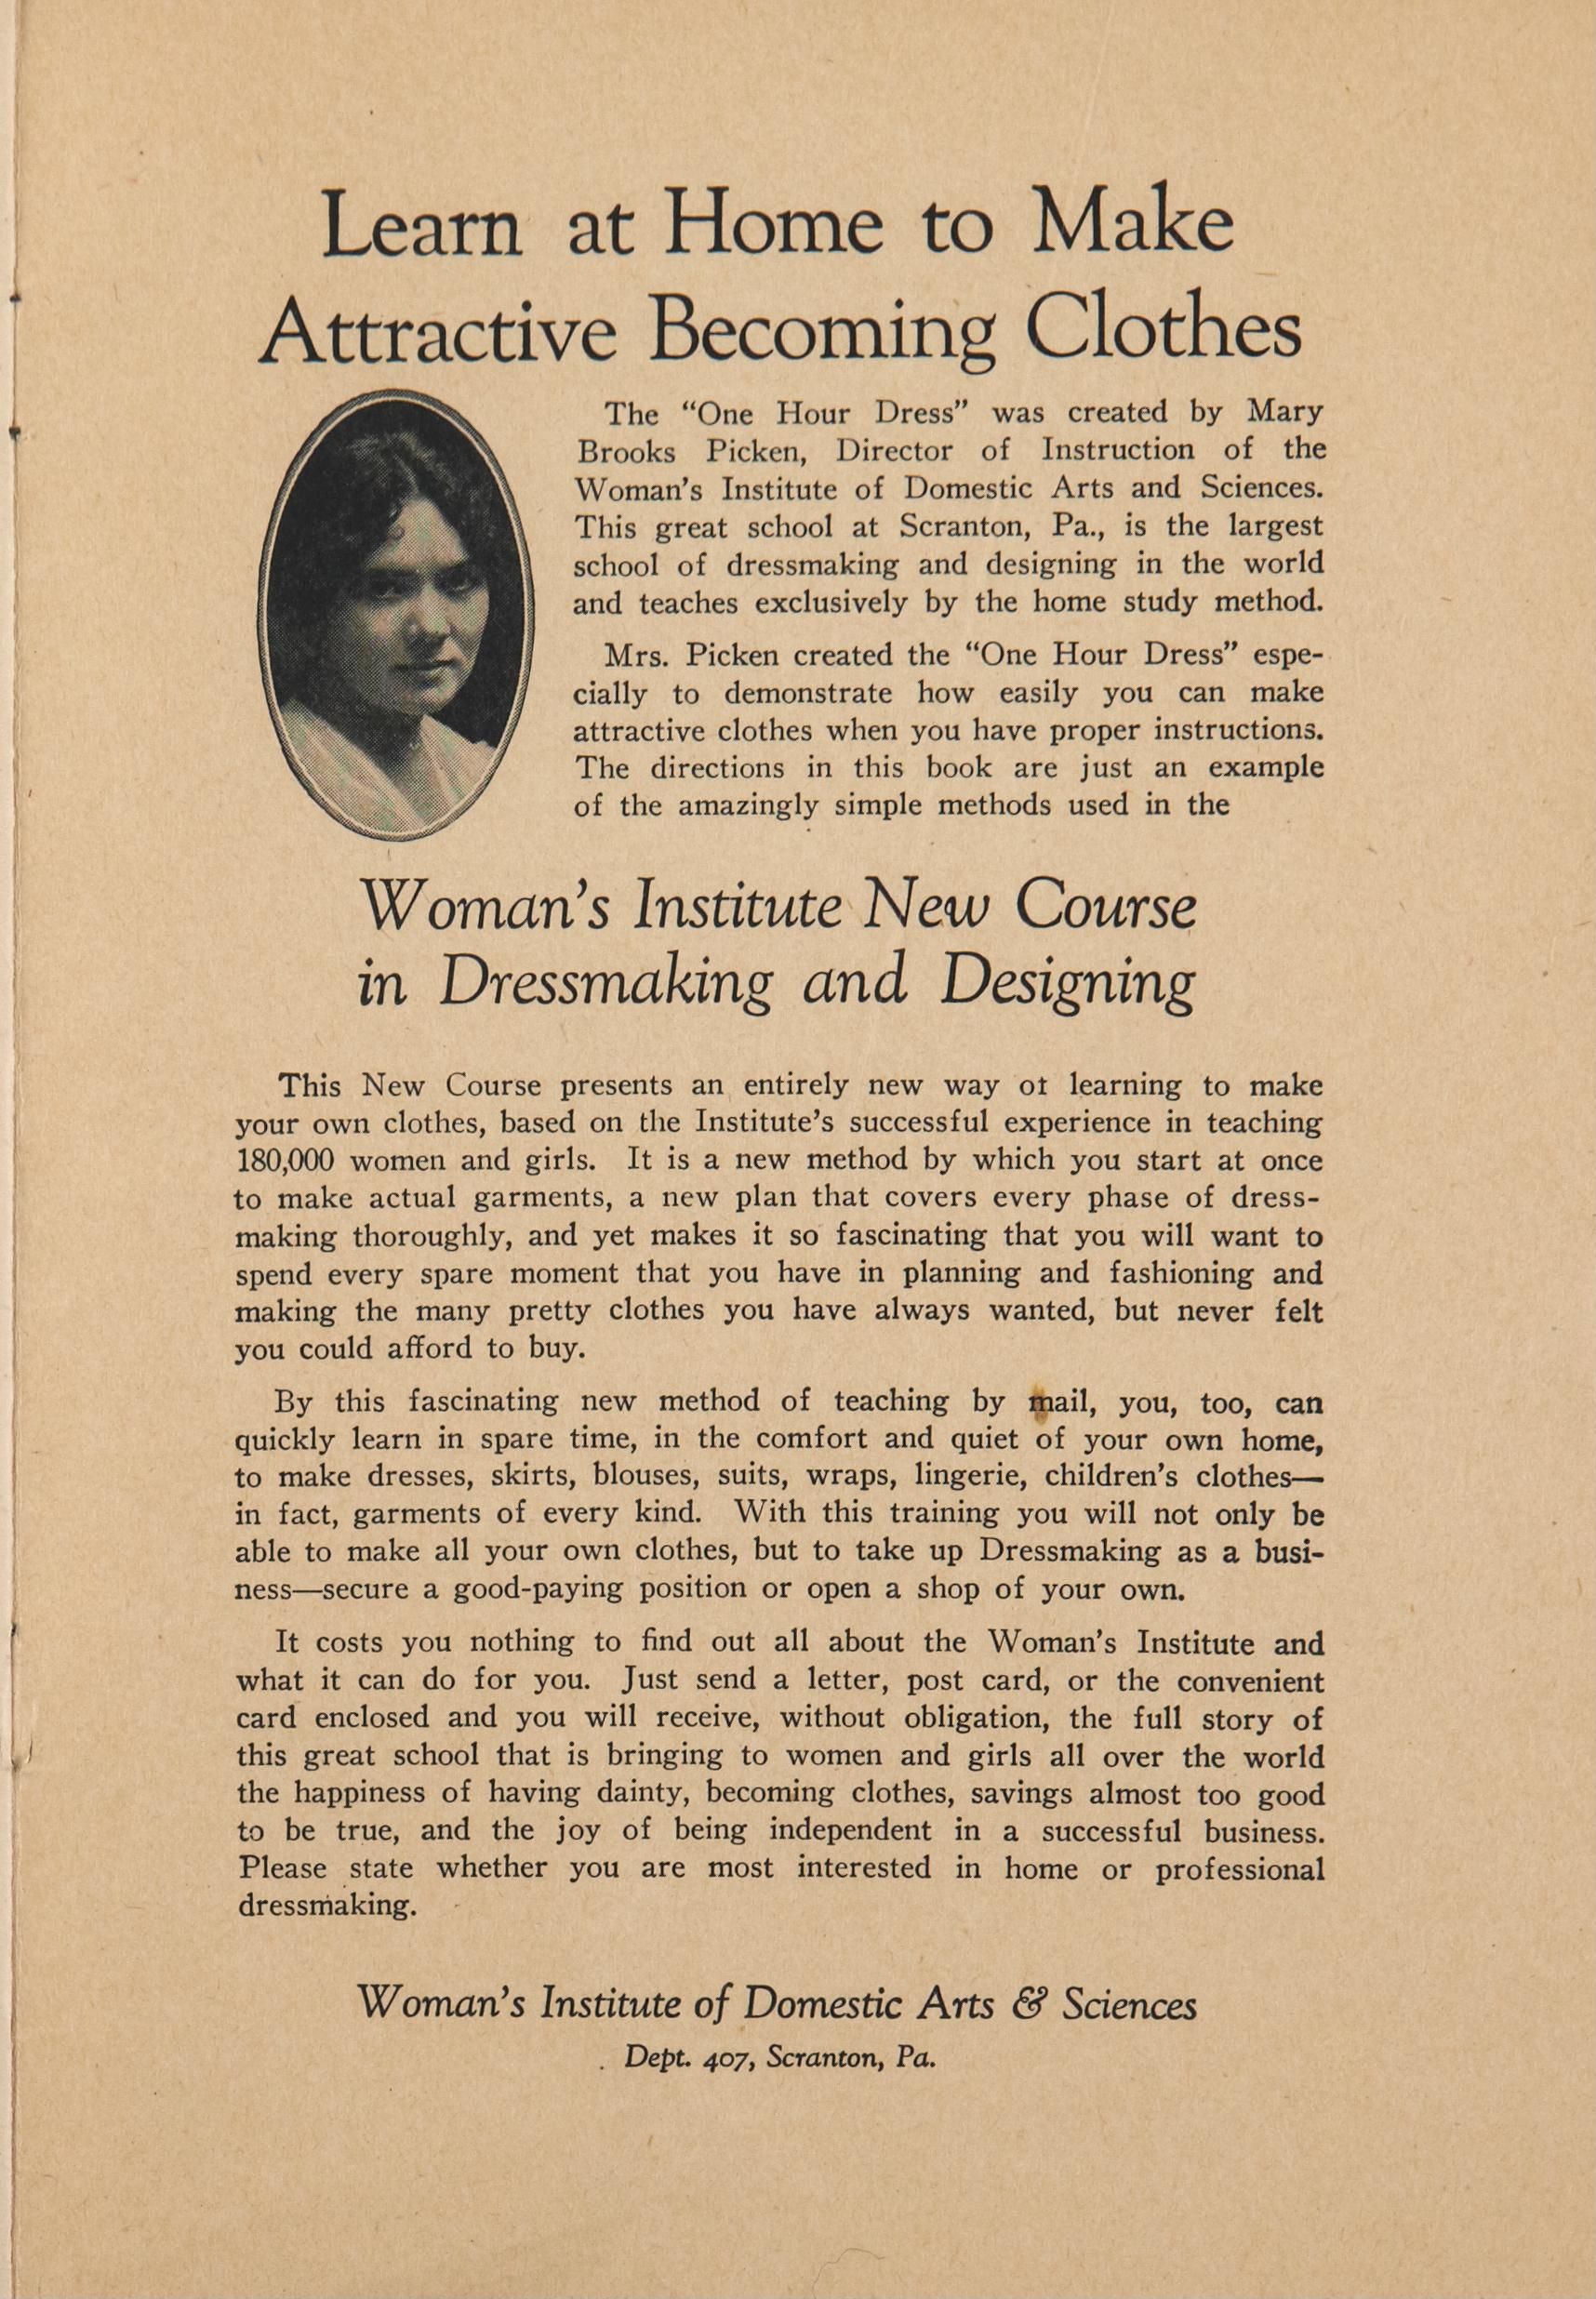 Learn at Home to Make
Attractive Becoming Clothes
The “One Hour Dress” was created by Mary
Brooks Picken, Director of Instruction of the
Woman’s Institute of Domestic Arts and Sciences.
This great school at Scranton, Pa., is the largest
school of dressmaking and designing in the world
and teaches exclusively by the home study method.
Mrs. Picken created the “One Hour Dress” espe-
cially to demonstrate how easily you can make
attractive clothes when you have proper instructions.
The directions in this book are just an example
of the amazingly simple methods used in the
Woman’s Institute New Course
in Dressmaking and Designing
This New Course presents an entirely new way of learning to make
your own clothes, based on the Institute’s successful experience in teaching
180,000 women and girls. It is a new method by which you start at once
to make actual garments, a new plan that covers every phase of dress-
making thoroughly, and yet makes it so fascinating that you will want to
spend every spare moment that you have in planning and fashioning and
making the many pretty clothes you have always wanted, but never felt
you could afford to buy.
By this fascinating new method of teaching by mail, you, too, can
quickly learn in spare time, in the comfort and quiet of your own home,
to make dresses, skirts, blouses, suits, wraps, lingerie, children’s clothes—
in fact, garments of every kind. With this training you will not only be
able to make all your own clothes, but to take up Dressmaking as a busi-
ness—secure a good-paying position or open a shop of your own.
It costs you nothing to find out all about the Woman’s Institute and
what it can do for you. Just send a letter, post card, or the convenient
card enclosed and you will receive, without obligation, the full story of
this great school that is bringing to women and girls all over the world
the happiness of having dainty, becoming clothes, savings almost too good
to be true, and the joy of being independent in a successful business.
Please state whether you are most interested in home or professional
dressmaking.
Woman’s Institute of Domestic Arts & Sciences
Dept. 407, Scranton, Pa.